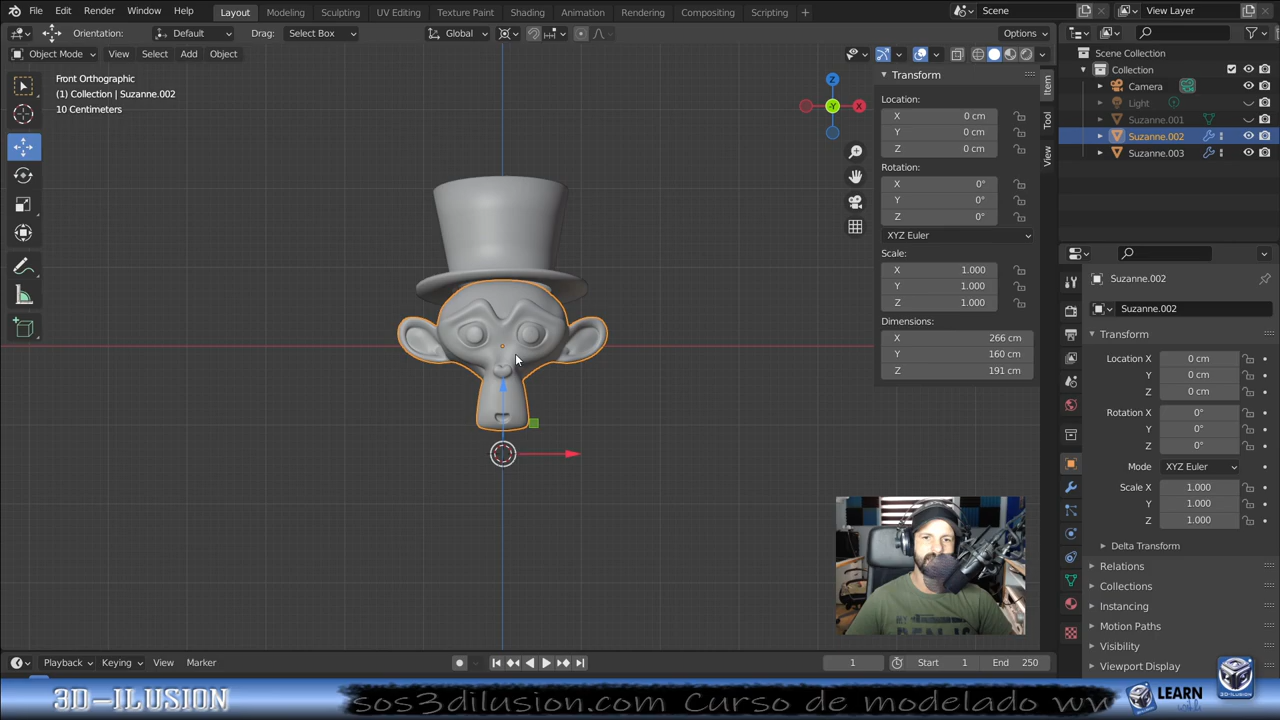 File Edit Render Window Help Layout Modeling Sculpting UV Editing Texture Paint Shading Animation Rendering Compositing Scripting + Scene View Layer
Orientation: Default Drag: Select Box Global Options
Object Mode View Select Add Object
Front Orthographic
(1) Collection | Suzanne.002
10 Centimeters
Z
X
-Y
Transform
Location:
X 0 cm
Y 0 cm
Z 0 cm
Rotation:
X 0°
Y 0°
Z 0°
XYZ Euler
Scale:
X 1.000
Y 1.000
Z 1.000
Dimensions:
X 266 cm
Y 160 cm
Z 191 cm
Item
Tool
View
Scene Collection
Collection
Camera
Light
Suzanne.001
Suzanne.002
Suzanne.003
Suzanne.002
Suzanne.002
Transform
Location X 0 cm
Y 0 cm
Z 0 cm
Rotation X 0°
Y 0°
Z 0°
Mode XYZ Euler
Scale X 1.000
Y 1.000
Z 1.000
Delta Transform
Relations
Collections
Instancing
Motion Paths
Visibility
Viewport Display
Playback Keying View Marker 1 Start 1 End 250
3D-ILUSION sos3dilusion.com Curso de modelado ww LEARN